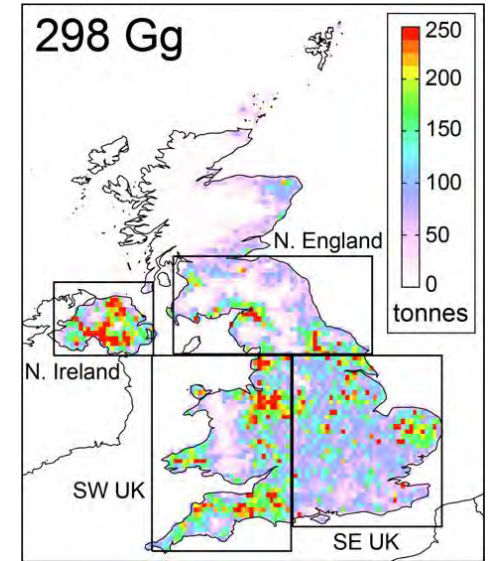 298 Gg
250
200
150
100
50
0
tonnes
N. England
N. Ireland
SW UK
SE UK